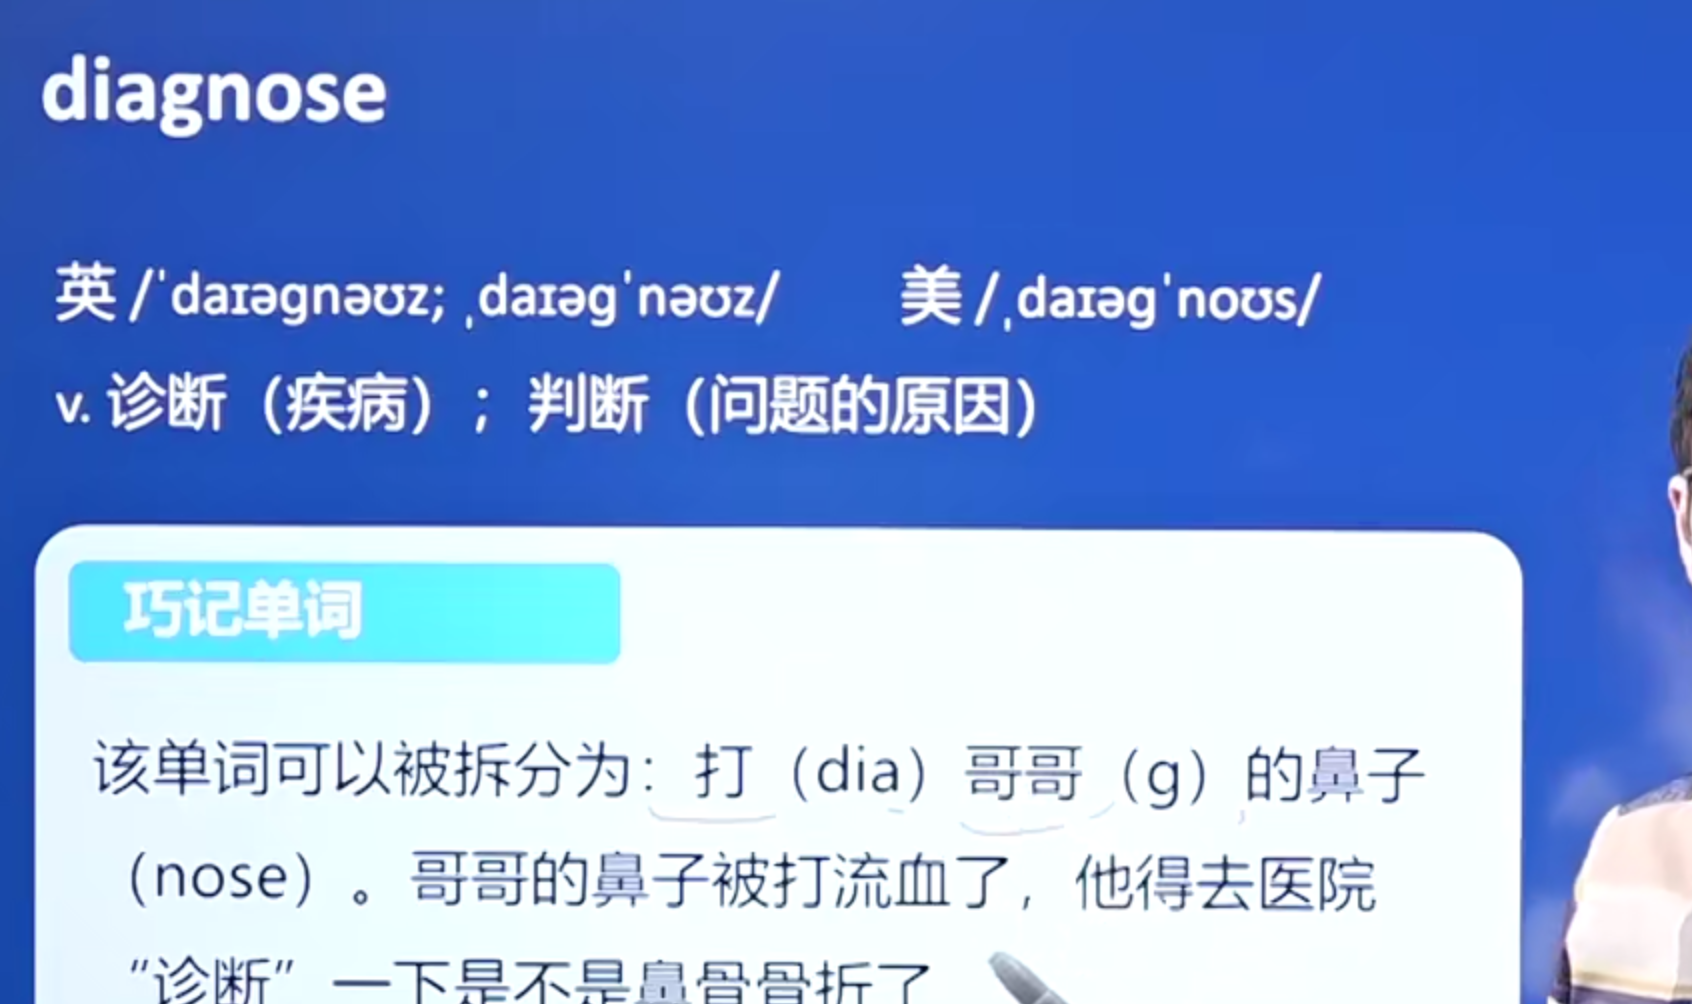 diagnose
英 /ˈdaɪəgnəʊz; ˌdaɪəgˈnəʊz/ 美 /ˌdaɪəgˈnoʊs/
v. 诊断（疾病）；判断（问题的原因）
巧记单词
该单词可以被拆分为：打（dia）哥哥（g）的鼻子
（nose）。哥哥的鼻子被打流血了，他得去医院
“诊断”一下是不是鼻骨骨折了